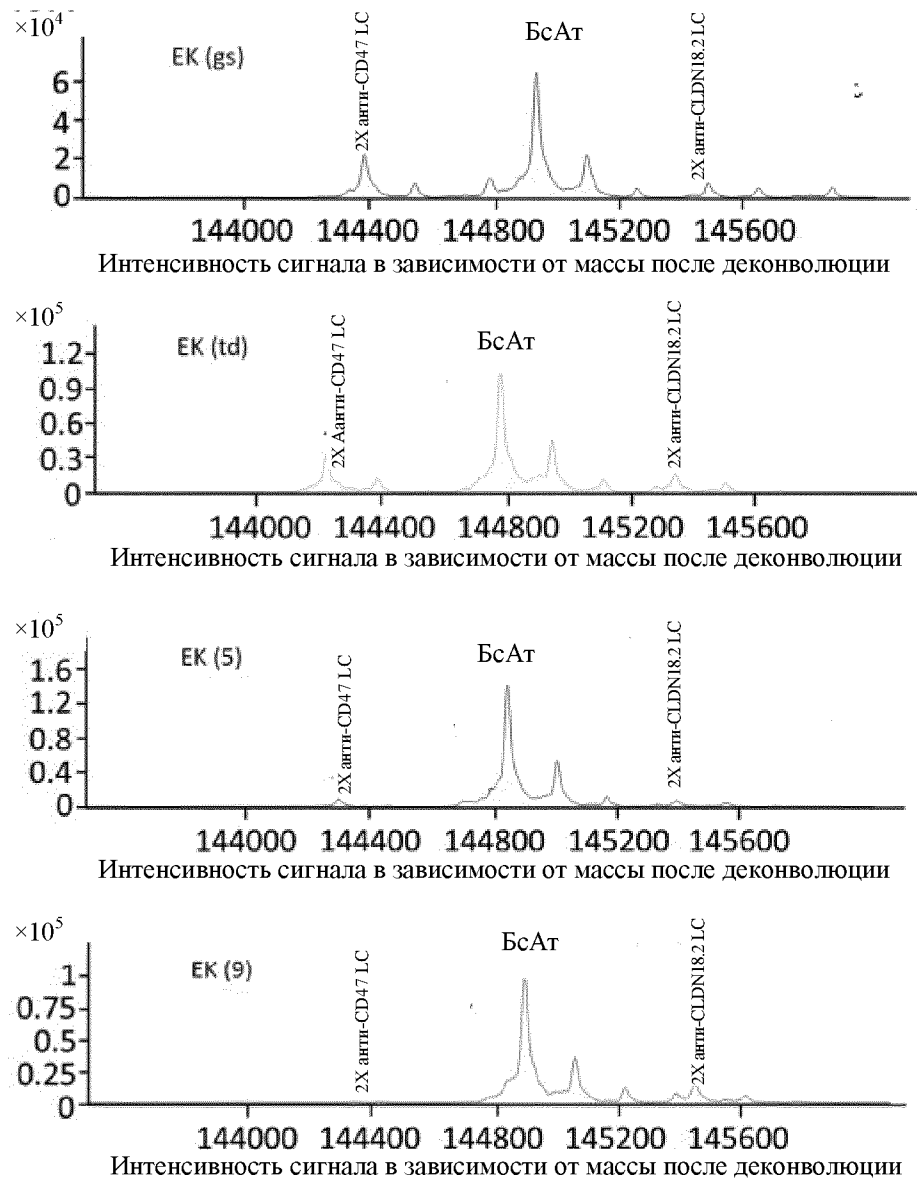 ×10⁴
EK (gs)
БсАт
2X анти-CD47 LC
2X анти-CLDN18.2 LC
6
4
2
0
144000 144400 144800 145200 145600
Интенсивность сигнала в зависимости от массы после деконволюции
×10⁵
EK (td)
БсАт
2X Аанти-CD47 LC
2X анти-CLDN18.2 LC
1.2
0.9
0.6
0.3
0
144000 144400 144800 145200 145600
Интенсивность сигнала в зависимости от массы после деконволюции
×10⁵
EK (5)
БсАт
2X анти-CD47 LC
2X анти-CLDN18.2 LC
1.6
1.2
0.8
0.4
0
144000 144400 144800 145200 145600
Интенсивность сигнала в зависимости от массы после деконволюции
×10⁵
EK (9)
БсАт
2X анти-CD47 LC
2X анти-CLDN18.2 LC
1
0.75
0.5
0.25
0
144000 144400 144800 145200 145600
Интенсивность сигнала в зависимости от массы после деконволюции